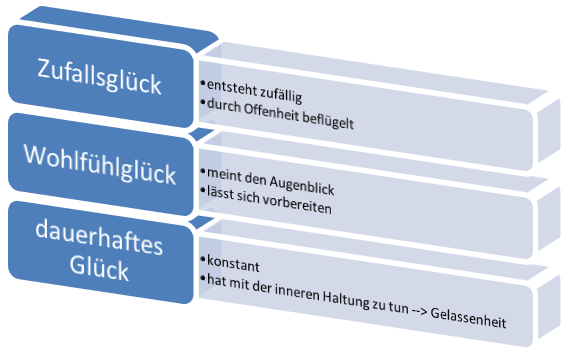 Zufallsglück
•entsteht zufällig
•durch Offenheit beflügelt
Wohlfühlglück
•meint den Augenblick
•lässt sich vorbereiten
dauerhaftes
Glück
•konstant
•hat mit der inneren Haltung zu tun --> Gelassenheit